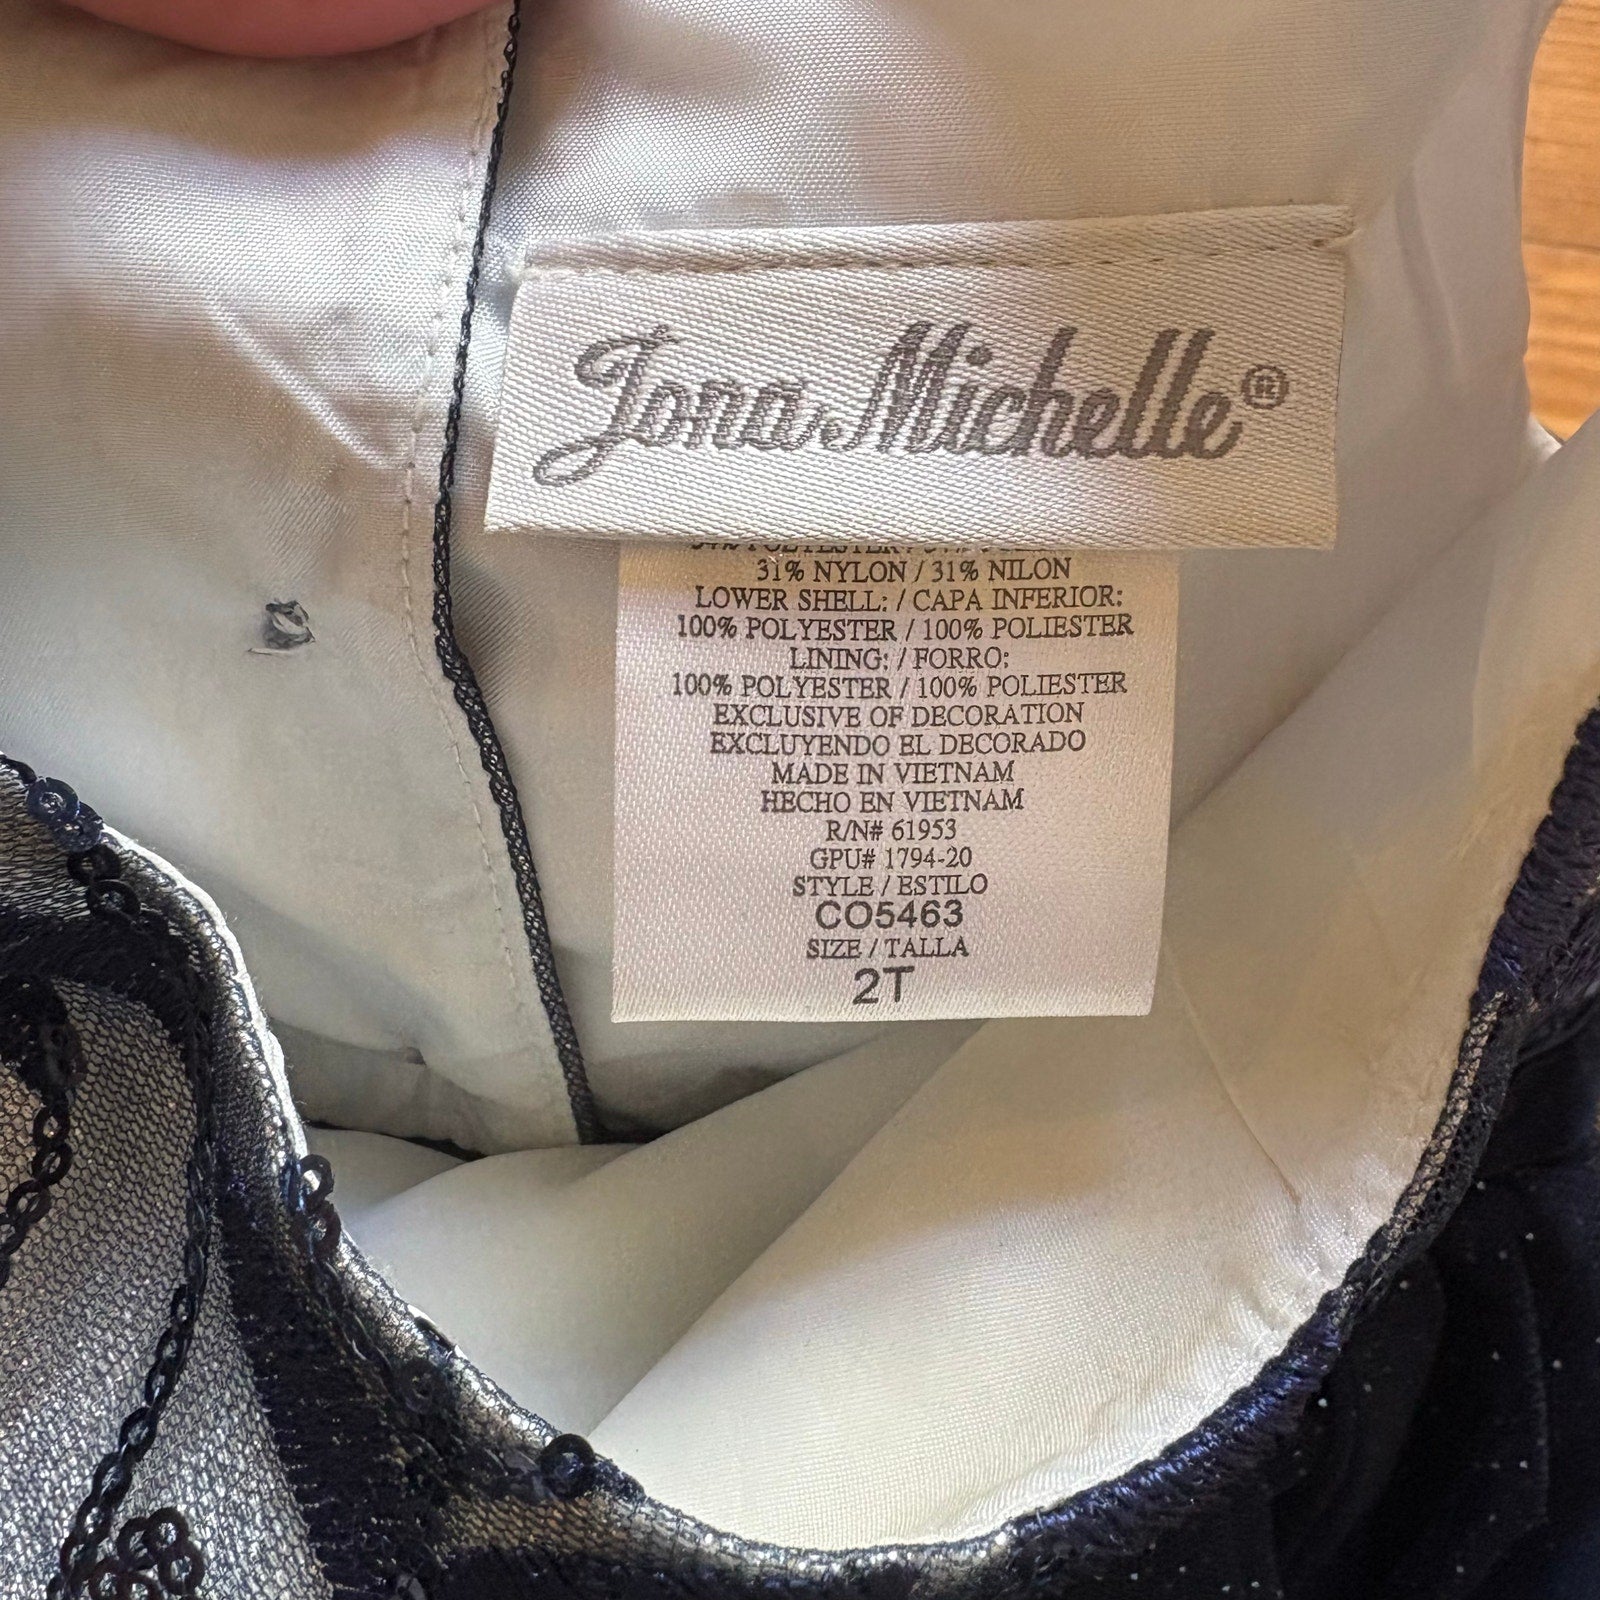 Jona Michelle®
31% NYLON / 31% NILON
LOWER SHELL: / CAPA INFERIOR:
100% POLYESTER / 100% POLIESTER
LINING: / FORRO:
100% POLYESTER / 100% POLIESTER
EXCLUSIVE OF DECORATION
EXCLUYENDO EL DECORADO
MADE IN VIETNAM
HECHO EN VIETNAM
R/N# 61953
GPU# 1794-20
STYLE / ESTILO
CO5463
SIZE / TALLA
2T